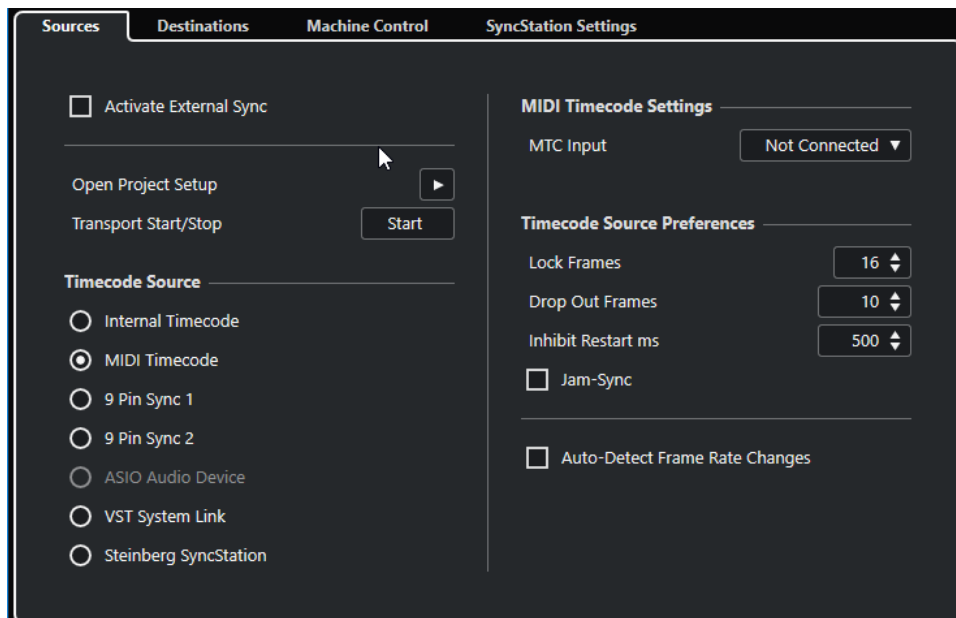 Sources
Destinations
Machine Control
SyncStation Settings
Activate External Sync
Open Project Setup
Transport Start/Stop
Start
Timecode Source
Internal Timecode
MIDI Timecode
9 Pin Sync 1
9 Pin Sync 2
ASIO Audio Device
VST System Link
Steinberg SyncStation
MIDI Timecode Settings
MTC Input
Not Connected
Timecode Source Preferences
Lock Frames
16
Drop Out Frames
10
Inhibit Restart ms
500
Jam-Sync
Auto-Detect Frame Rate Changes